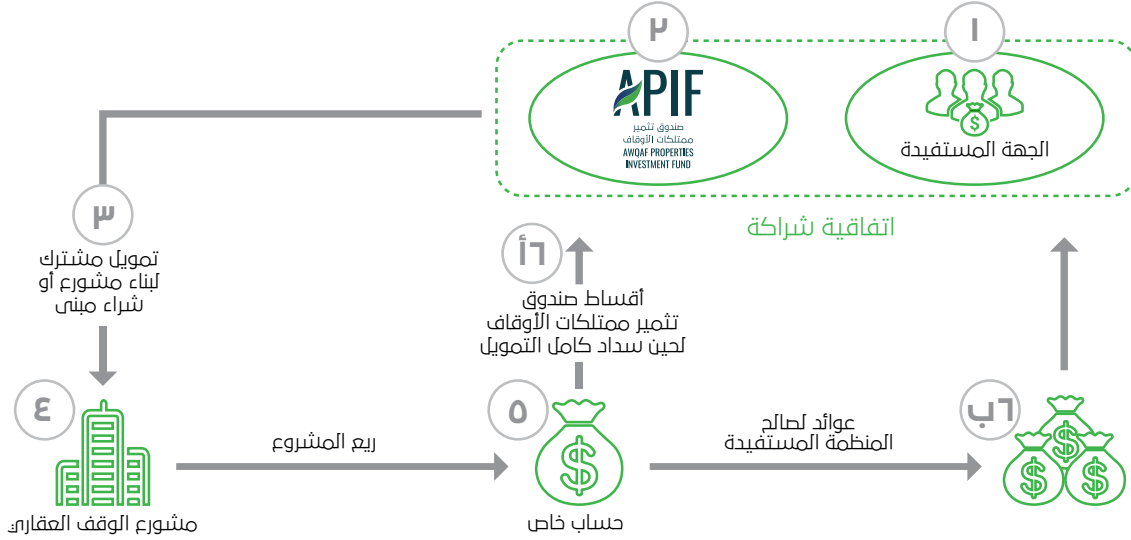 ١
الجهة المستفيدة
٢
APIF
صندوق تثمير
ممتلكات الأوقاف
AWQAF PROPERTIES
INVESTMENT FUND
اتفاقية شراكة
٣
تمويل مشترك
لبناء مشورع أو
شراء مبنى
٤
مشورع الوقف العقاري
ريع المشروع
٥
حساب خاص
٦أ
أقساط صندوق
تثمير ممتلكات الأوقاف
لحين سداد كامل التمويل
عوائد لصالح
المنظمة المستفيدة
٦ب